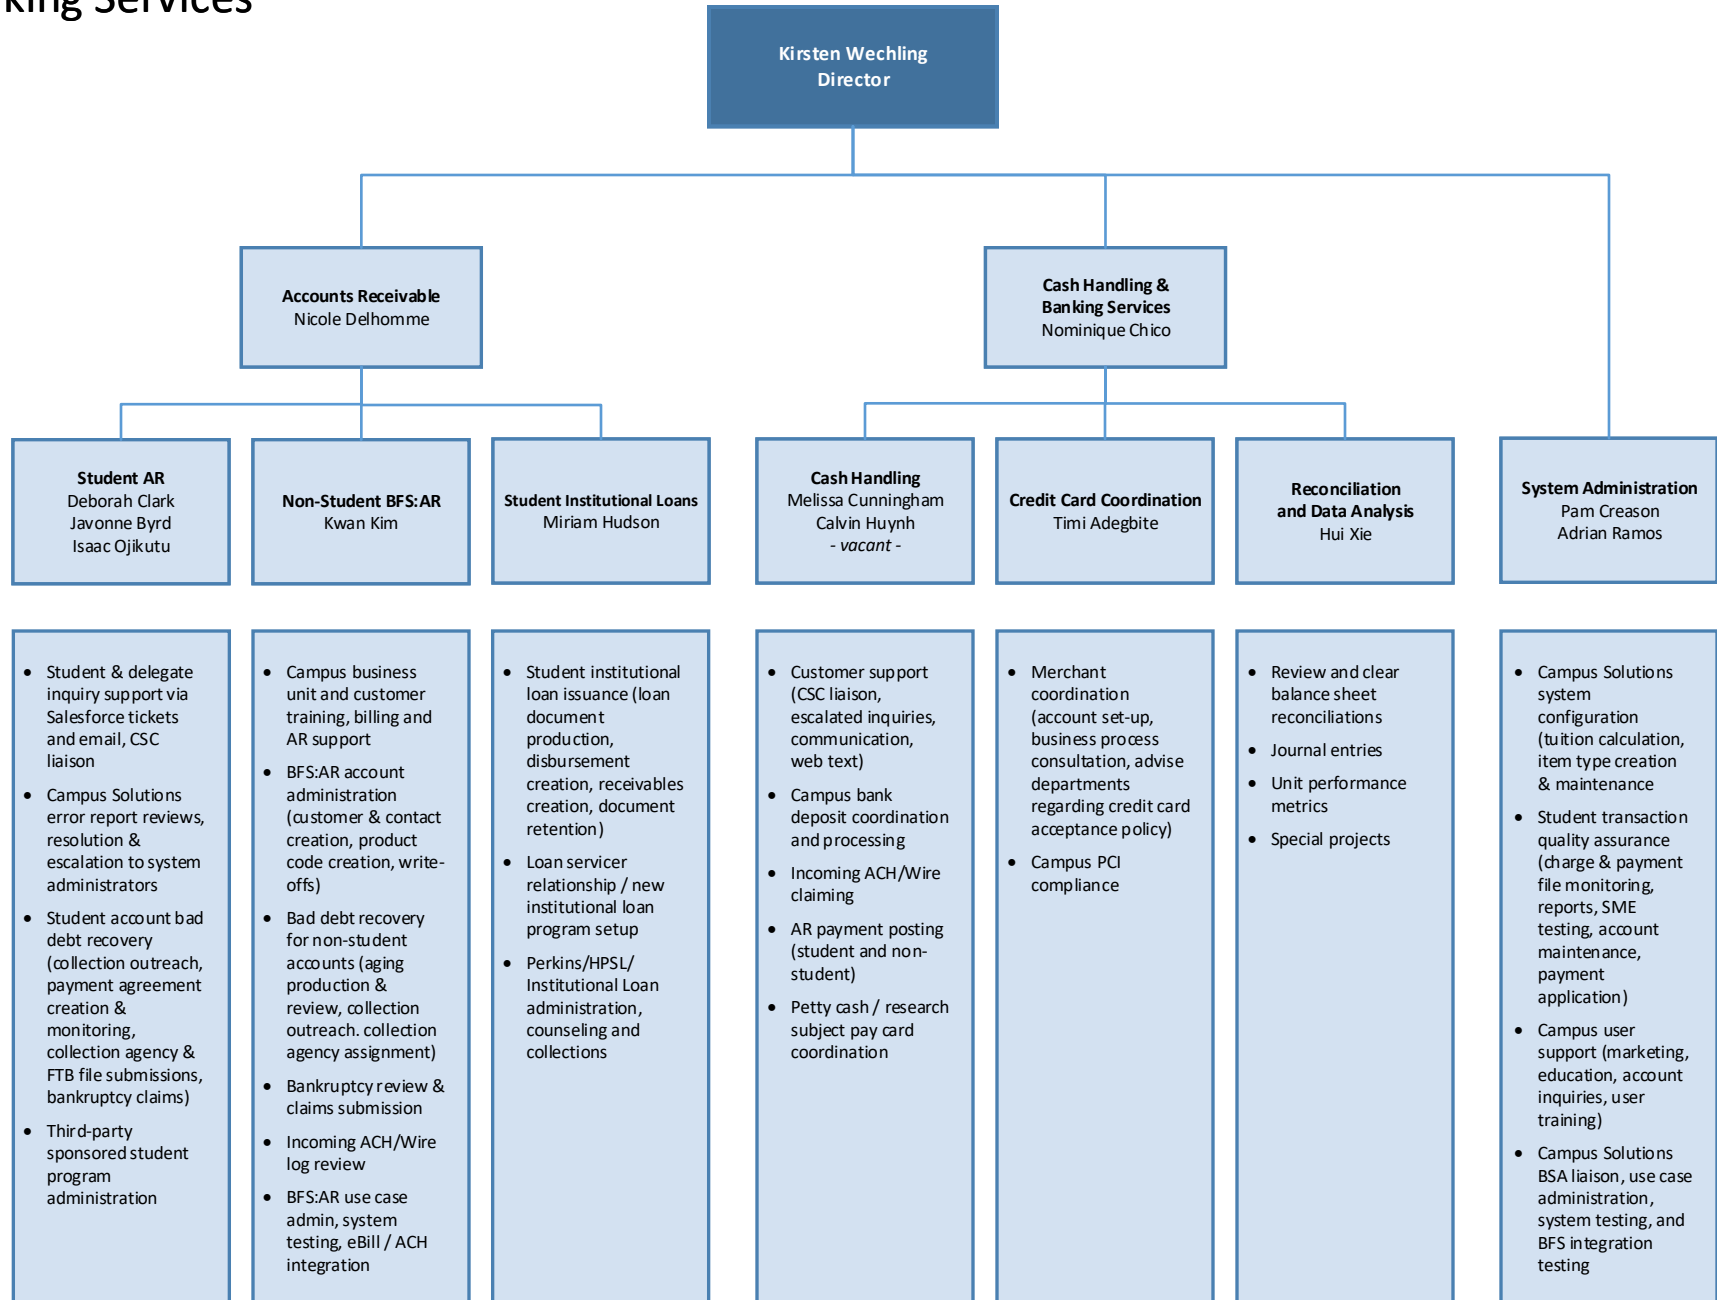 king Services
Kirsten Wechling
Director
Accounts Receivable
Nicole Delhomme
Cash Handling &
Banking Services
Nominique Chico
Student AR
Deborah Clark
Javonne Byrd
Isaac Ojikutu
Non-Student BFS:AR
Kwan Kim
Student Institutional Loans
Miriam Hudson
Cash Handling
Melissa Cunningham
Calvin Huynh
- vacant -
Credit Card Coordination
Timi Adegbite
Reconciliation
and Data Analysis
Hui Xie
System Administration
Pam Creason
Adrian Ramos
• Student & delegate
inquiry support via
Salesforce tickets
and email, CSC
liaison
• Campus Solutions
error report reviews,
resolution &
escalation to system
administrators
• Student account bad
debt recovery
(collection outreach,
payment agreement
creation &
monitoring,
collection agency &
FTB file submissions,
bankruptcy claims)
• Third-party
sponsored student
program
administration
• Campus business
unit and customer
training, billing and
AR support
• BFS:AR account
administration
(customer & contact
creation, product
code creation, write-
offs)
• Bad debt recovery
for non-student
accounts (aging
production &
review, collection
outreach. collection
agency assignment)
• Bankruptcy review &
claims submission
• Incoming ACH/Wire
log review
• BFS:AR use case
admin, system
testing, eBill / ACH
integration
• Student institutional
loan issuance (loan
document
production,
disbursement
creation, receivables
creation, document
retention)
• Loan servicer
relationship / new
institutional loan
program setup
• Perkins/HPSL/
Institutional Loan
administration,
counseling and
collections
• Customer support
(CSC liaison,
escalated inquiries,
communication,
web text)
• Campus bank
deposit coordination
and processing
• Incoming ACH/Wire
claiming
• AR payment posting
(student and non-
student)
• Petty cash / research
subject pay card
coordination
• Merchant
coordination
(account set-up,
business process
consultation, advise
departments
regarding credit card
acceptance policy)
• Campus PCI
compliance
• Review and clear
balance sheet
reconciliations
• Journal entries
• Unit performance
metrics
• Special projects
• Campus Solutions
system
configuration
(tuition calculation,
item type creation
& maintenance
• Student transaction
quality assurance
(charge & payment
file monitoring,
reports, SME
testing, account
maintenance,
payment
application)
• Campus user
support (marketing,
education, account
inquiries, user
training)
• Campus Solutions
BSA liaison, use case
administration,
system testing, and
BFS integration
testing